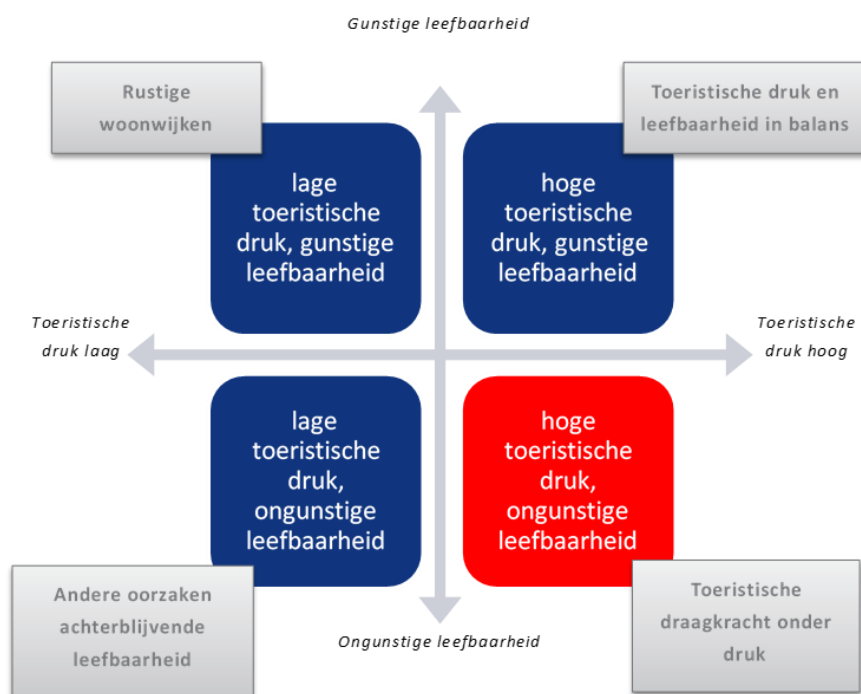 Gunstige leefbaarheid
Rustige
woonwijken
Toeristische druk en
leefbaarheid in balans
lage
toeristische
druk, gunstige
leefbaarheid
hoge
toeristische
druk, gunstige
leefbaarheid
Toeristische
druk laag
Toeristische
druk hoog
lage
toeristische
druk,
ongunstige
leefbaarheid
hoge
toeristische
druk,
ongunstige
leefbaarheid
Andere oorzaken
achterblijvende
leefbaarheid
Ongunstige leefbaarheid
Toeristische
draagkracht onder
druk